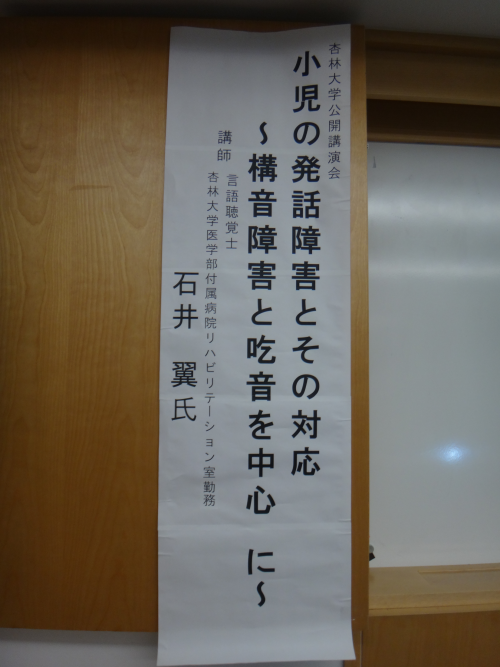 杏林大学公開講演会
小児の発話障害とその対応
～構音障害と吃音を中心　に～
講師　言語聴覚士
杏林大学医学部付属病院リハビリテーション室勤務
石井　翼氏